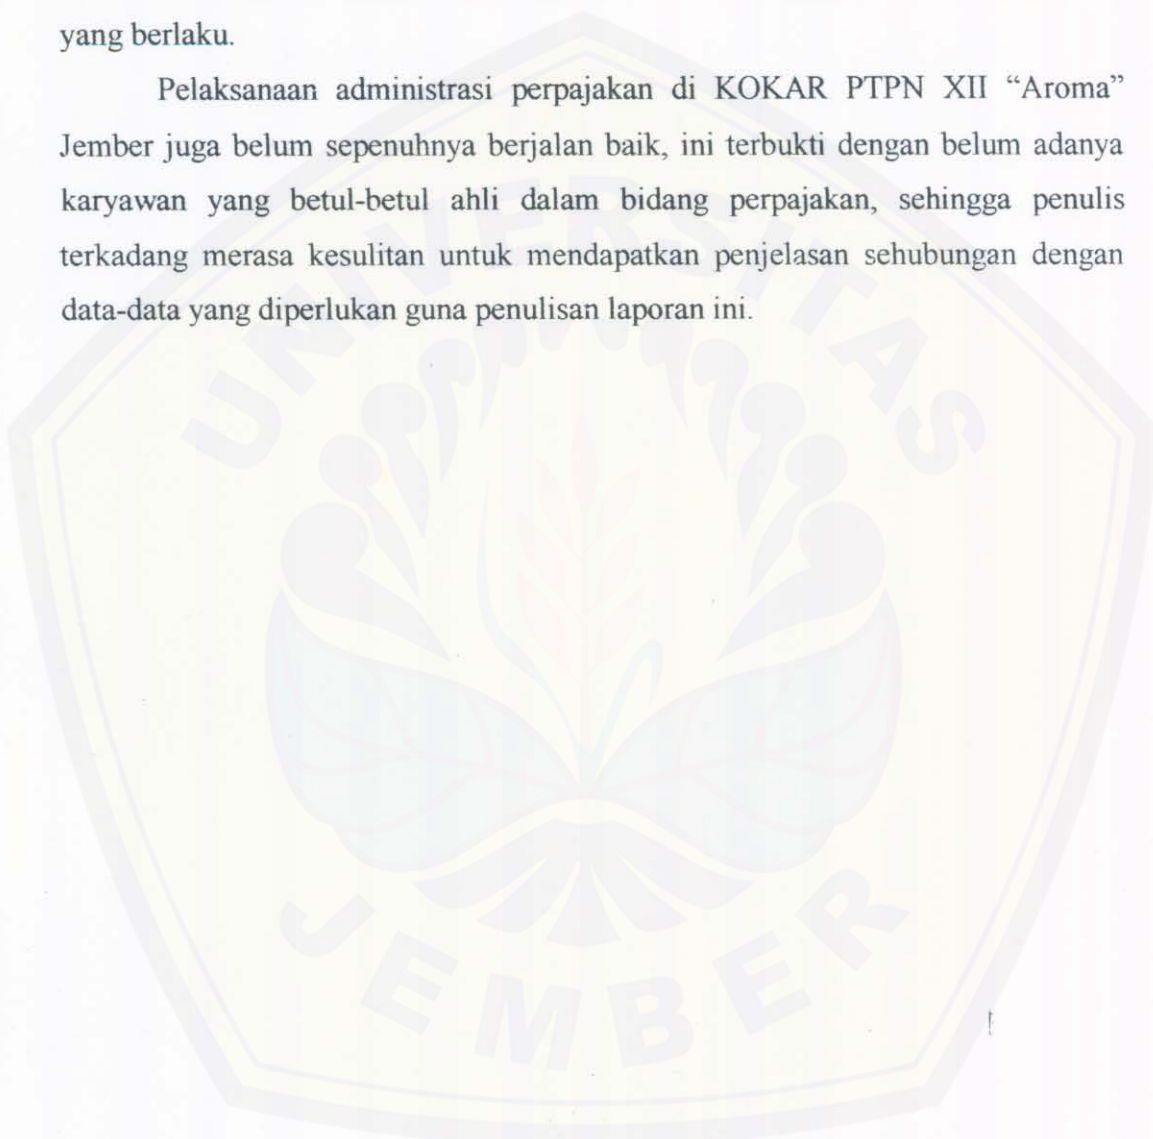 yang berlaku.
Pelaksanaan administrasi perpajakan di KOKAR PTPN XII “Aroma”
Jember juga belum sepenuhnya berjalan baik, ini terbukti dengan belum adanya
karyawan yang betul-betul ahli dalam bidang perpajakan, sehingga penulis
terkadang merasa kesulitan untuk mendapatkan penjelasan sehubungan dengan
data-data yang diperlukan guna penulisan laporan ini.
UNIVERSITAS
JEMBER